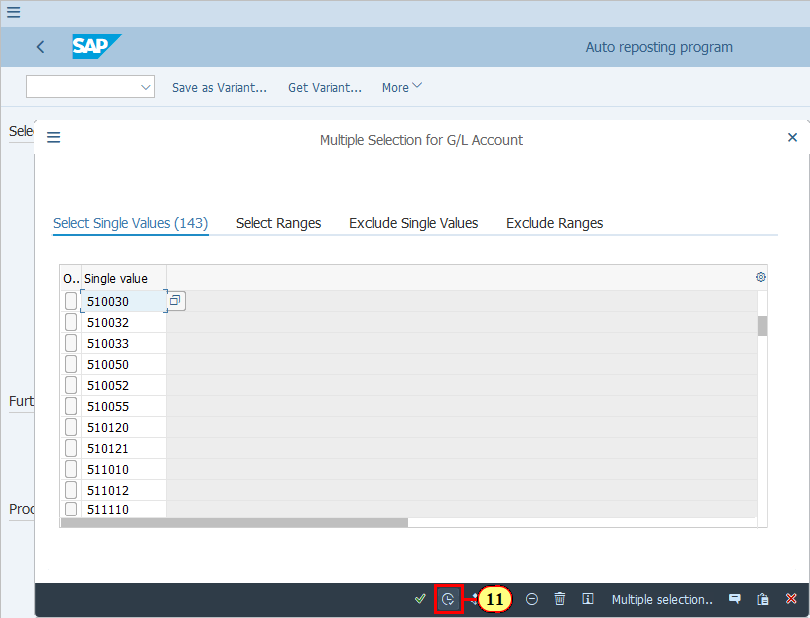 SAP
Auto reposting program
Save as Variant... Get Variant... More
Sele
Multiple Selection for G/L Account
Select Single Values (143) Select Ranges Exclude Single Values Exclude Ranges
O.. Single value
510030
510032
510033
510050
510052
510055
510120
510121
511010
511012
511110
Furt
Proc
11 Multiple selection..